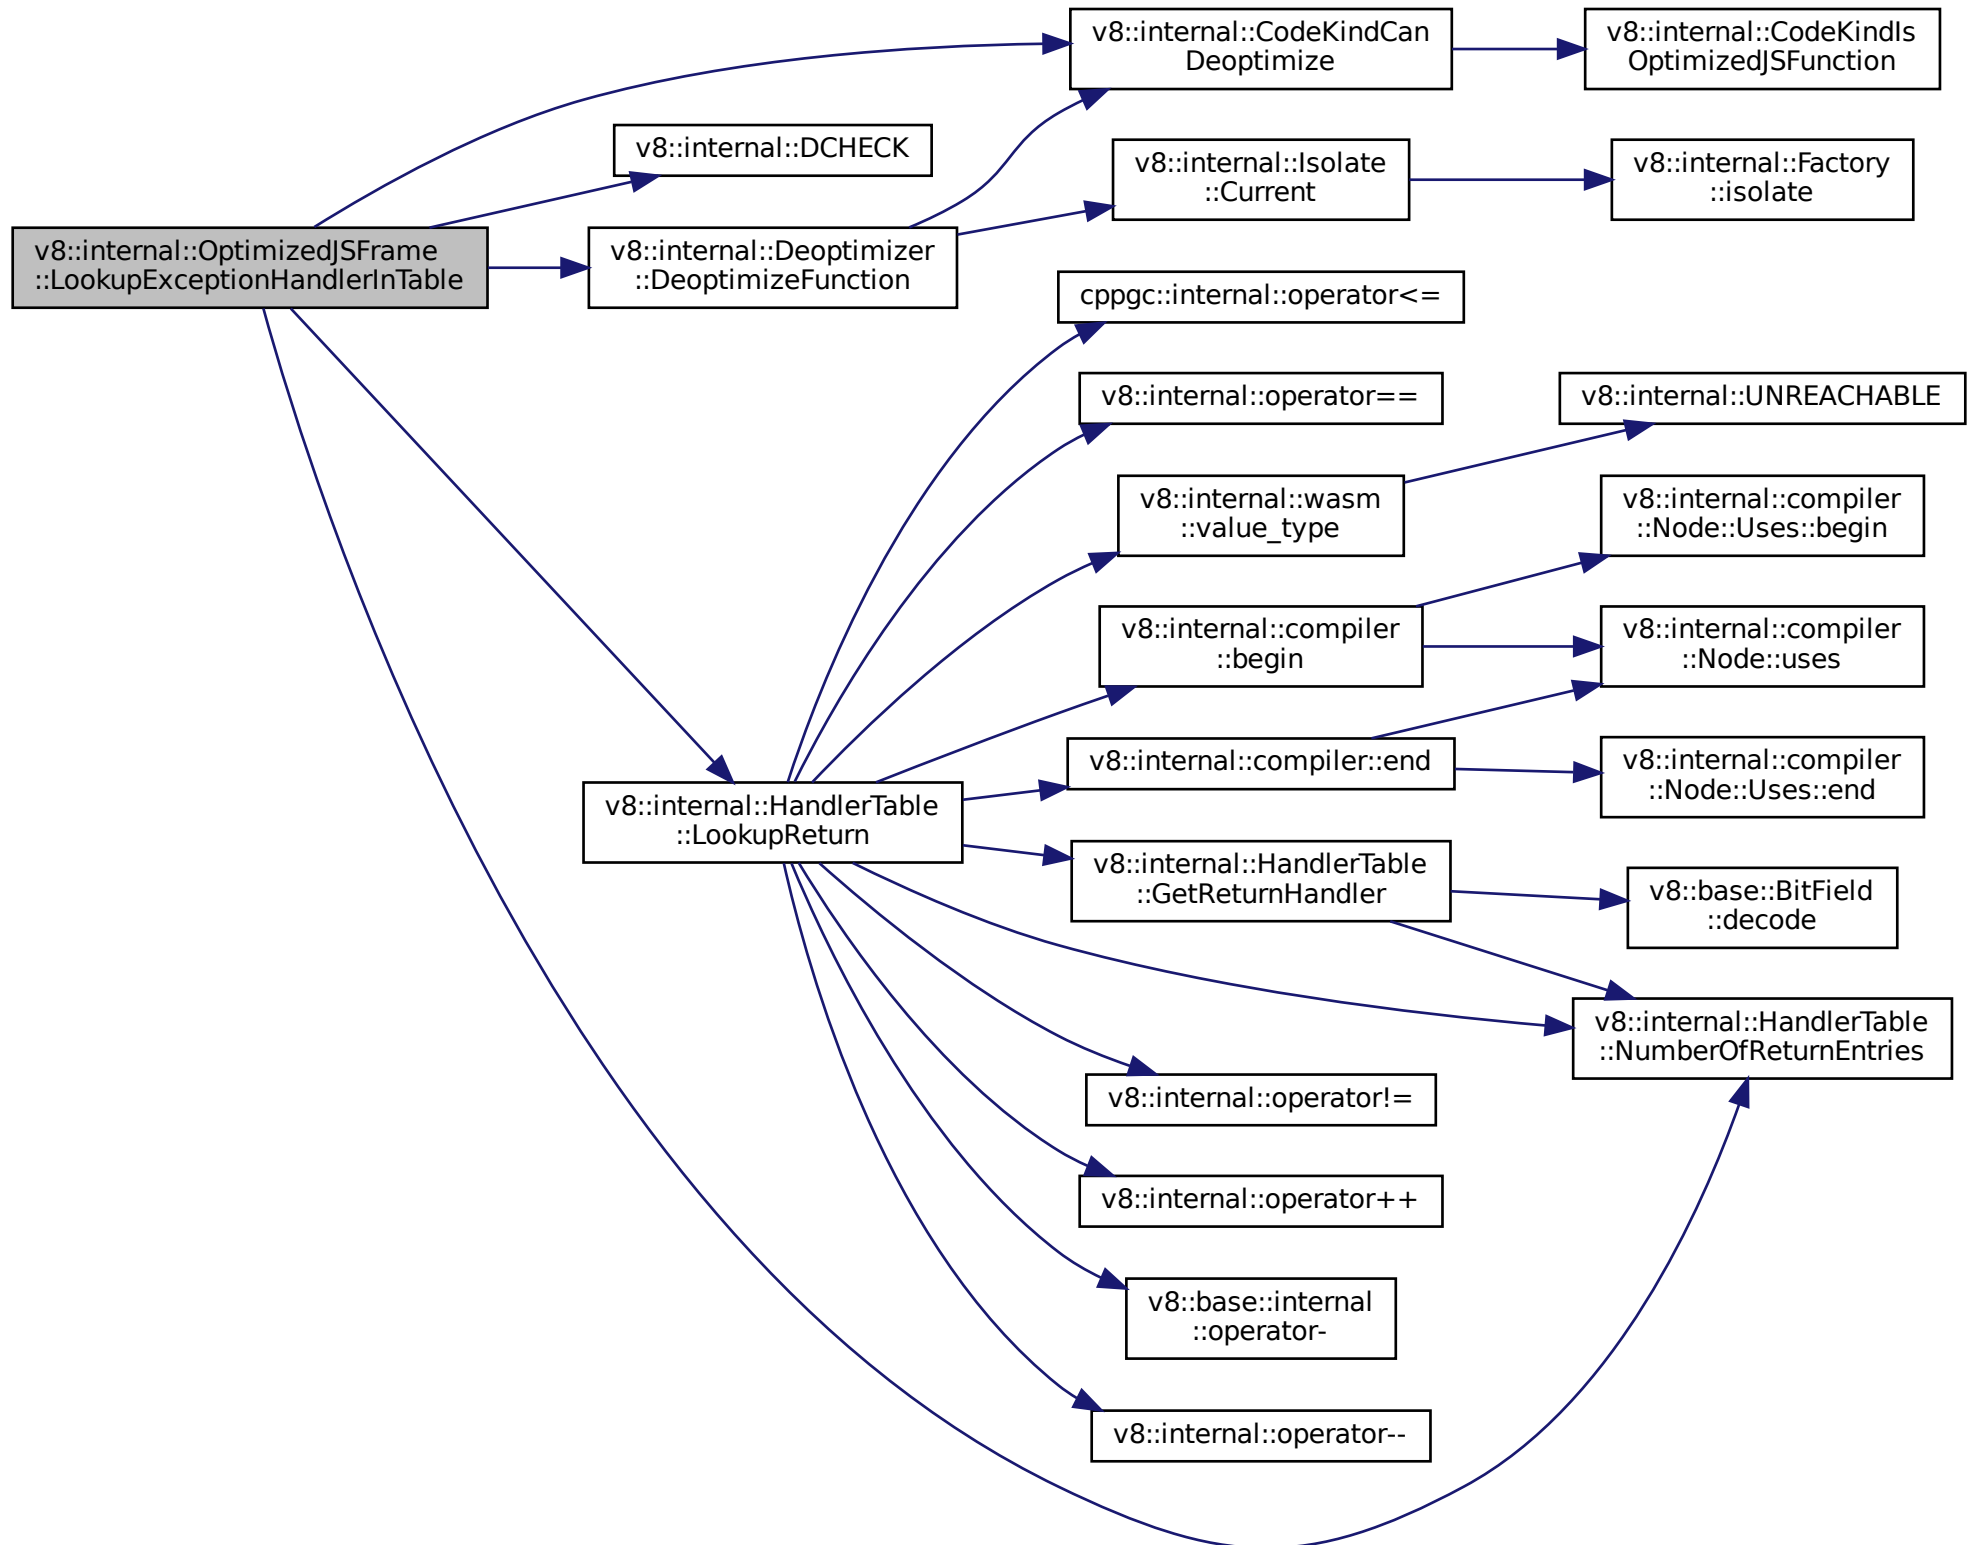 v8::internal::OptimizedJSFrame
::LookupExceptionHandlerInTable
v8::internal::CodeKindCan
Deoptimize
v8::internal::CodeKindIs
OptimizedJSFunction
v8::internal::DCHECK
v8::internal::Deoptimizer
::DeoptimizeFunction
v8::internal::Isolate
::Current
v8::internal::Factory
::isolate
cppgc::internal::operator<=
v8::internal::operator==
v8::internal::wasm
::value_type
v8::internal::UNREACHABLE
v8::internal::compiler
::begin
v8::internal::compiler
::Node::Uses::begin
v8::internal::compiler
::Node::uses
v8::internal::compiler::end
v8::internal::compiler
::Node::Uses::end
v8::internal::HandlerTable
::LookupReturn
v8::internal::HandlerTable
::GetReturnHandler
v8::base::BitField
::decode
v8::internal::HandlerTable
::NumberOfReturnEntries
v8::internal::operator!=
v8::internal::operator++
v8::base::internal
::operator-
v8::internal::operator--